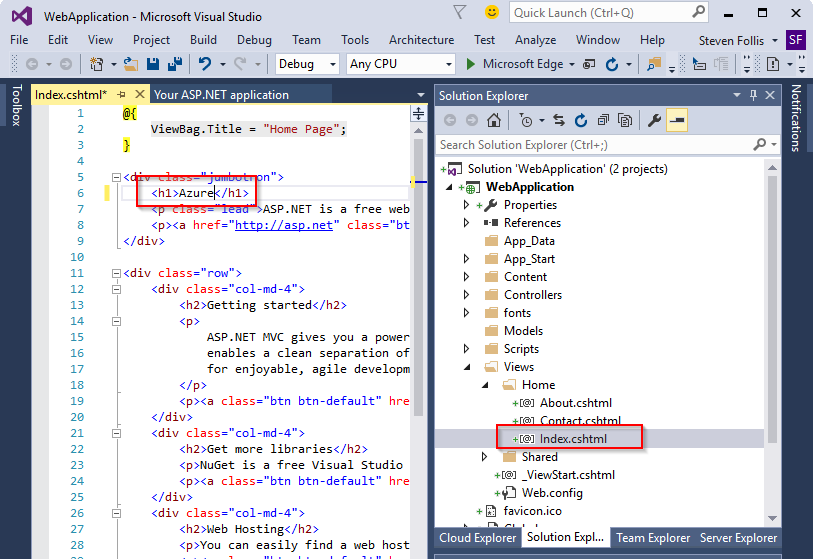 WebApplication - Microsoft Visual Studio
Quick Launch (Ctrl+Q)
File Edit View Project Build Debug Team Tools Architecture Test Analyze Window Help Steven Follis SF
Debug Any CPU Microsoft Edge
Toolbox
Index.cshtml* Your ASP.NET application
1 @{
2 ViewBag.Title = "Home Page";
3 }
4
5 <div class="jumbotron">
6 <h1>Azure</h1>
7 <p class="lead">ASP.NET is a free web
8 <p><a href="http://asp.net" class="bt
9 </div>
10
11 <div class="row">
12 <div class="col-md-4">
13 <h2>Getting started</h2>
14 <p>
15 ASP.NET MVC gives you a power
16 enables a clean separation of
17 for enjoyable, agile developm
18 </p>
19 <p><a class="btn btn-default" hre
20 </div>
21 <div class="col-md-4">
22 <h2>Get more libraries</h2>
23 <p>NuGet is a free Visual Studio
24 <p><a class="btn btn-default" hre
25 </div>
26 <div class="col-md-4">
27 <h2>Web Hosting</h2>
28 <p>You can easily find a web host
Solution Explorer
Search Solution Explorer (Ctrl+;)
Solution 'WebApplication' (2 projects)
WebApplication
Properties
References
App_Data
App_Start
Content
Controllers
fonts
Models
Scripts
Views
Home
About.cshtml
Contact.cshtml
Index.cshtml
Shared
_ViewStart.cshtml
Web.config
favicon.ico
Cloud Explorer Solution Expl... Team Explorer Server Explorer
Notifications